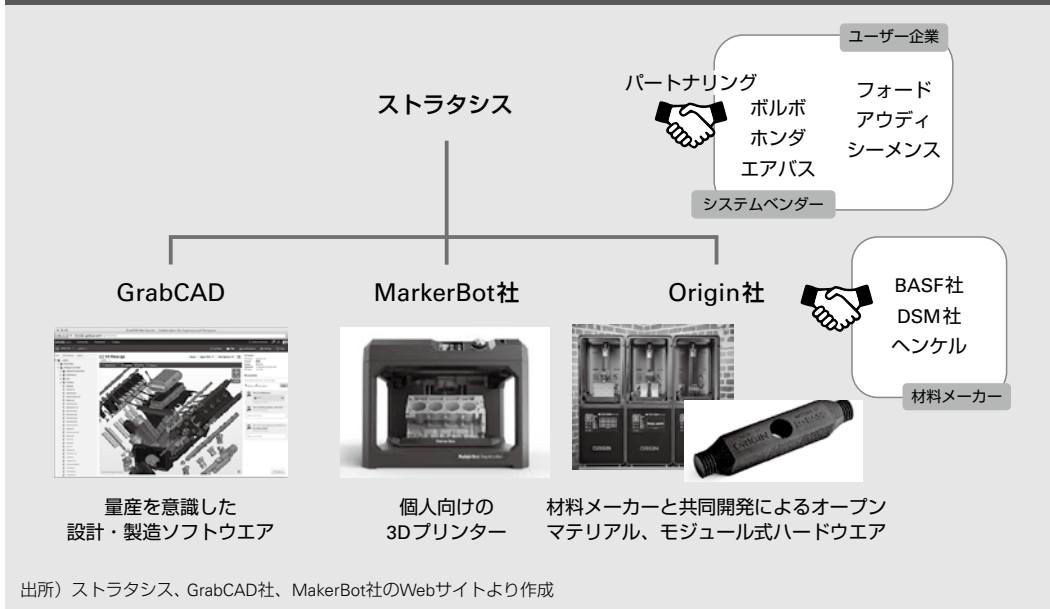 ユーザー企業
パートナリング
ストラタシス
ボルボ
ホンダ
エアバス
フォード
アウディ
シーメンス
システムベンダー
GrabCAD
MarkerBot社
Origin社
BASF社
DSM社
ヘンケル
材料メーカー
ORIGIN
量産を意識した
設計・製造ソフトウエア
個人向けの
3Dプリンター
材料メーカーと共同開発によるオープン
マテリアル、モジュール式ハードウエア
出所）ストラタシス、GrabCAD社、MakerBot社のWebサイトより作成